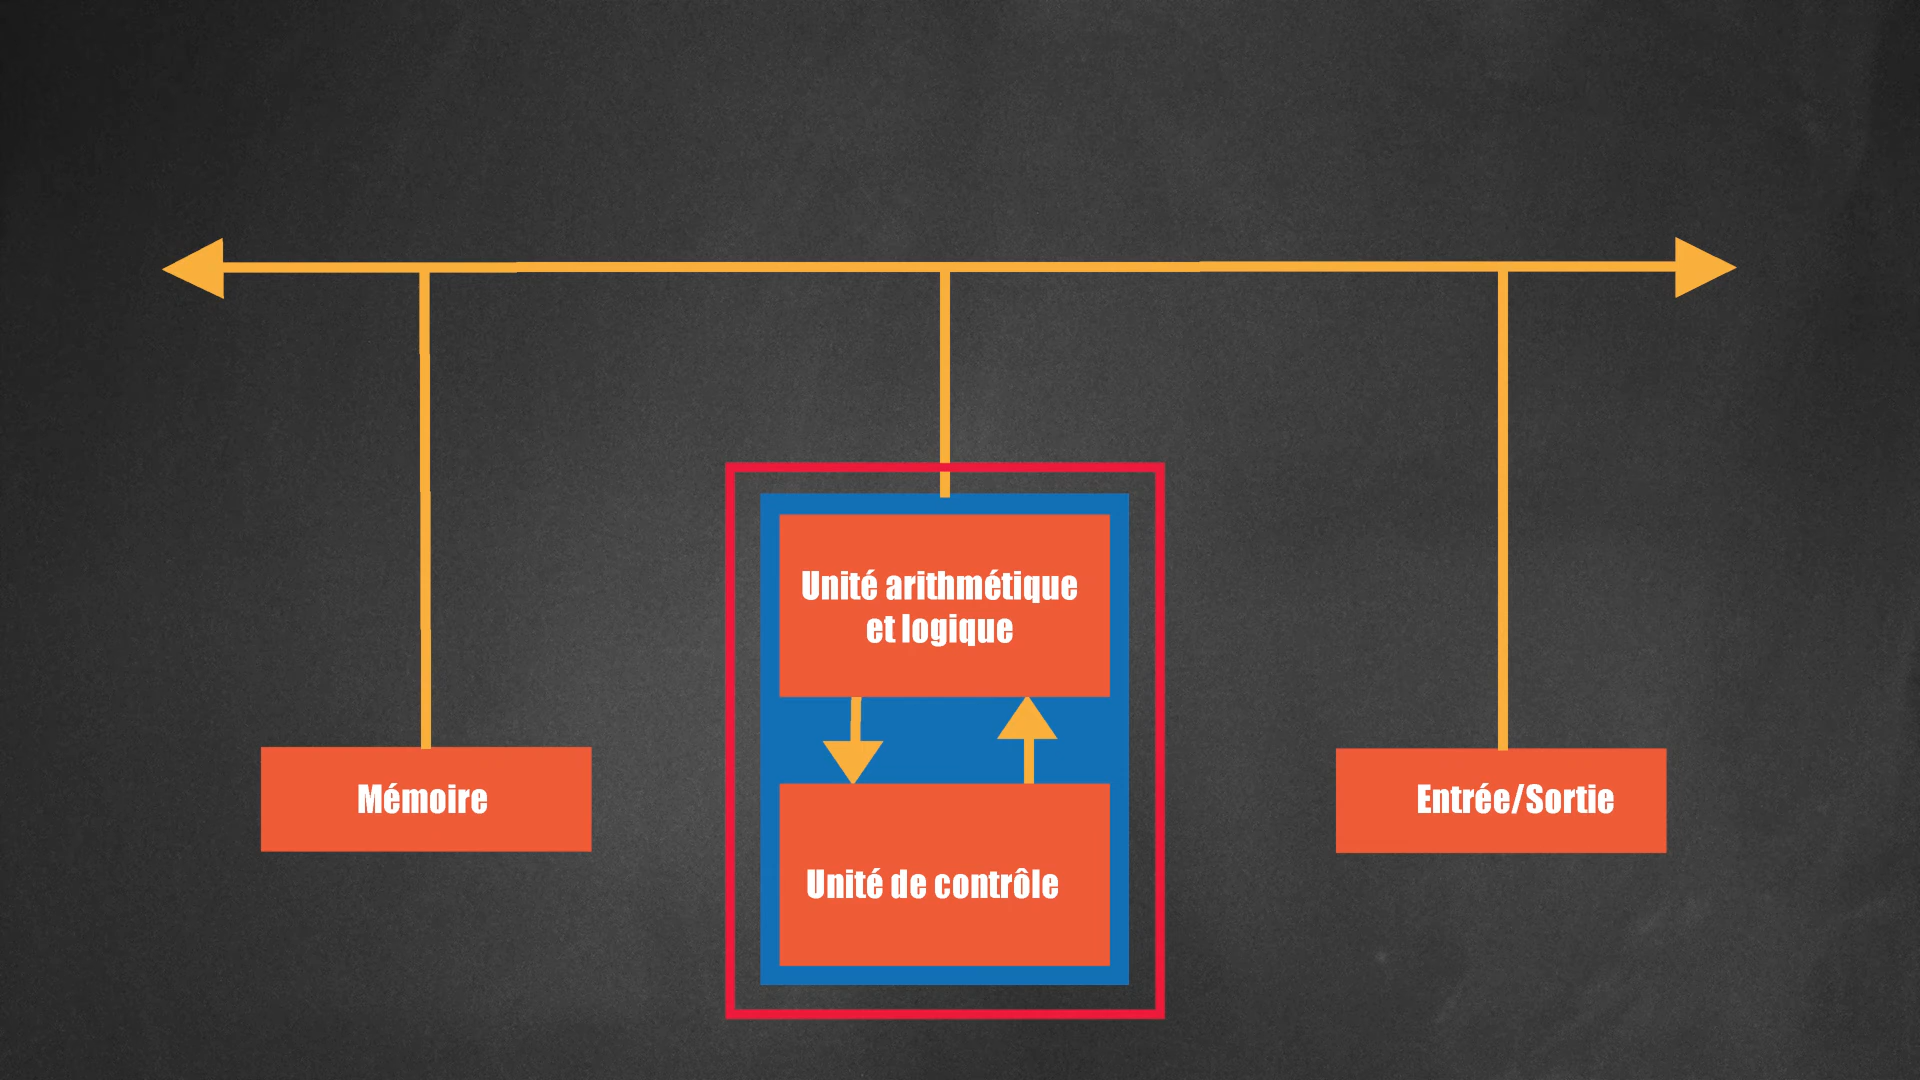 Unité arithmétique
et logique
Mémoire
Entrée/Sortie
Unité de contrôle